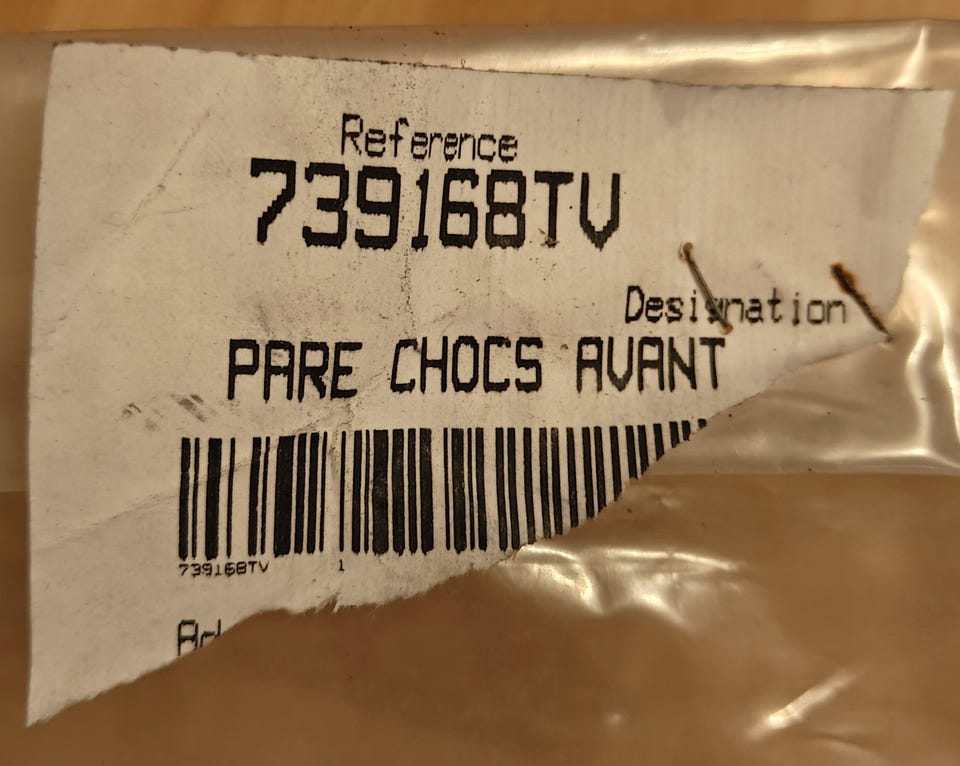 Reference
739168TV
Designation
PARE CHOCS AVANT
739168TV 1